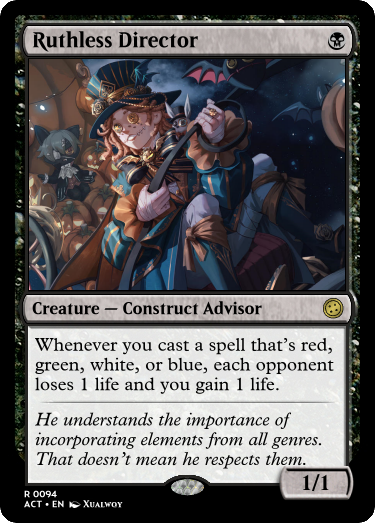 Ruthless Director
Creature — Construct Advisor
Whenever you cast a spell that's red,
green, white, or blue, each opponent
loses 1 life and you gain 1 life.
He understands the importance of
incorporating elements from all genres.
That doesn't mean he respects them.
1/1
R 0094
ACT • EN Xualwoy